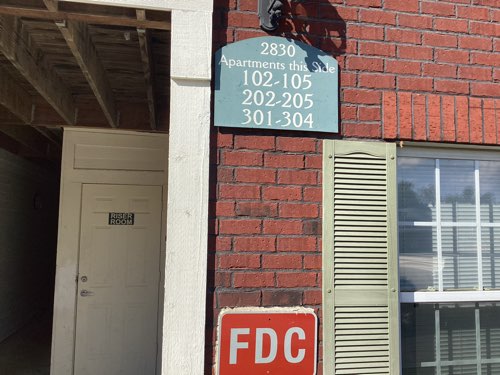 2830
Apartments this Side
102-105
202-205
301-304
RISER
ROOM
FDC